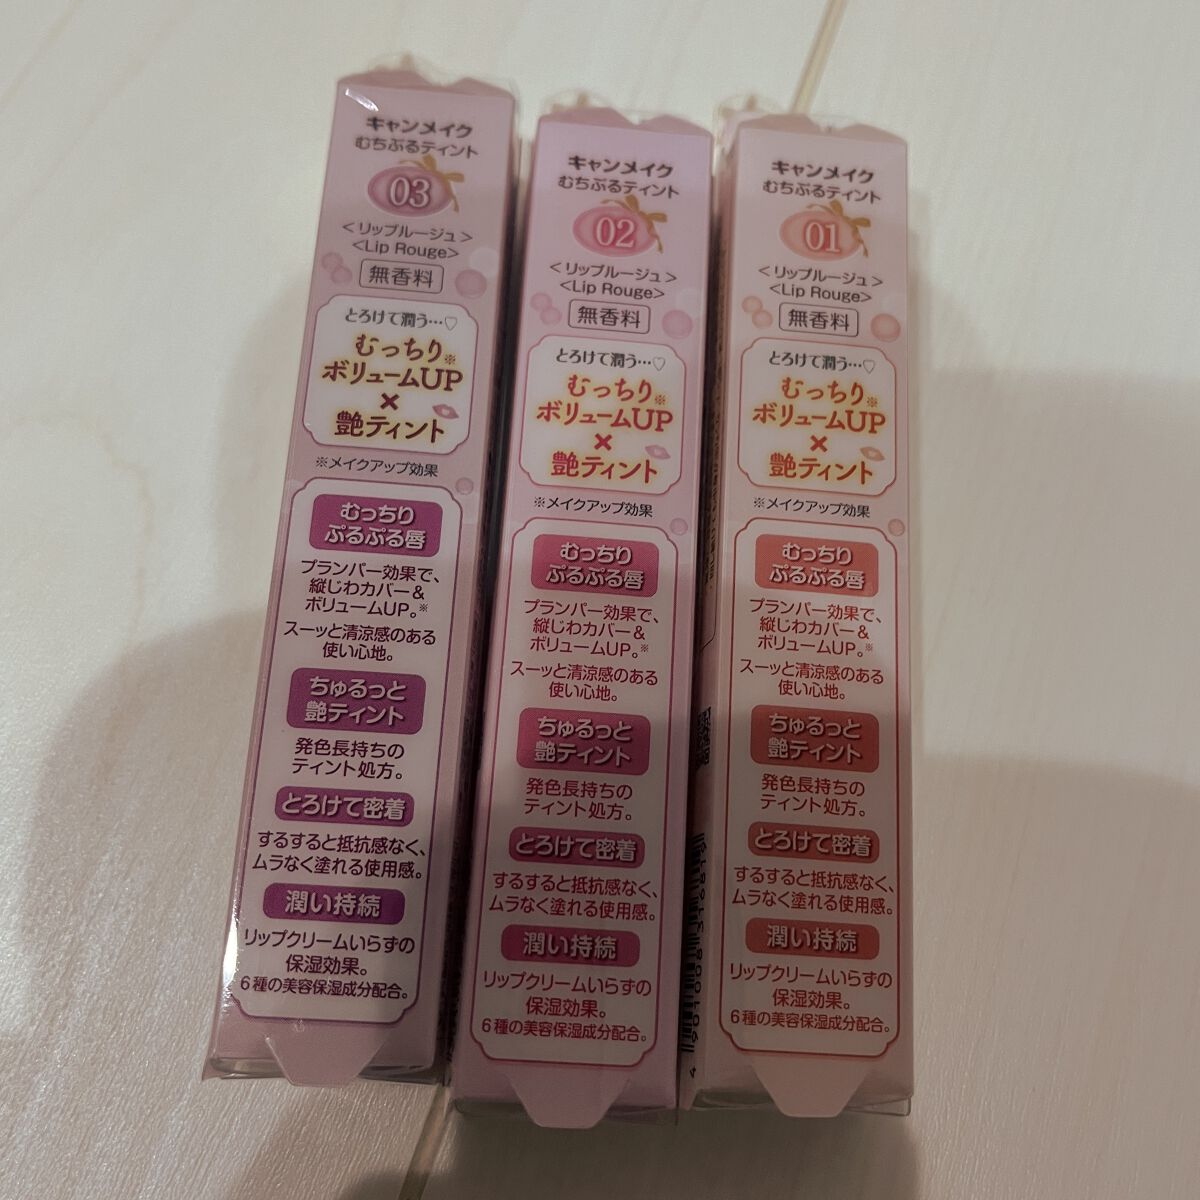 キャンメイク
むちぷるティント
03
＜リップルージュ＞
<Lip Rouge>
無香料
とろけて潤う…♡
むっちり※
ボリュームUP
×
艶ティント
※メイクアップ効果
むっちり
ぷるぷる唇
プランパー効果で、
縦じわカバー＆
ボリュームUP。※
スーッと清涼感のある
使い心地。
ちゅるっと
艶ティント
発色長持ちの
ティント処方。
とろけて密着
するすると抵抗感なく、
ムラなく塗れる使用感。
潤い持続
リップクリームいらずの
保湿効果。
6種の美容保湿成分配合。
キャンメイク
むちぷるティント
02
＜リップルージュ＞
<Lip Rouge>
無香料
とろけて潤う…♡
むっちり※
ボリュームUP
×
艶ティント
※メイクアップ効果
むっちり
ぷるぷる唇
プランパー効果で、
縦じわカバー＆
ボリュームUP。※
スーッと清涼感のある
使い心地。
ちゅるっと
艶ティント
発色長持ちの
ティント処方。
とろけて密着
するすると抵抗感なく、
ムラなく塗れる使用感。
潤い持続
リップクリームいらずの
保湿効果。
6種の美容保湿成分配合。
キャンメイク
むちぷるティント
01
＜リップルージュ＞
<Lip Rouge>
無香料
とろけて潤う…♡
むっちり※
ボリュームUP
×
艶ティント
※メイクアップ効果
むっちり
ぷるぷる唇
プランパー効果で、
縦じわカバー＆
ボリュームUP。※
スーッと清涼感のある
使い心地。
ちゅるっと
艶ティント
発色長持ちの
ティント処方。
とろけて密着
するすると抵抗感なく、
ムラなく塗れる使用感。
潤い持続
リップクリームいらずの
保湿効果。
6種の美容保湿成分配合。